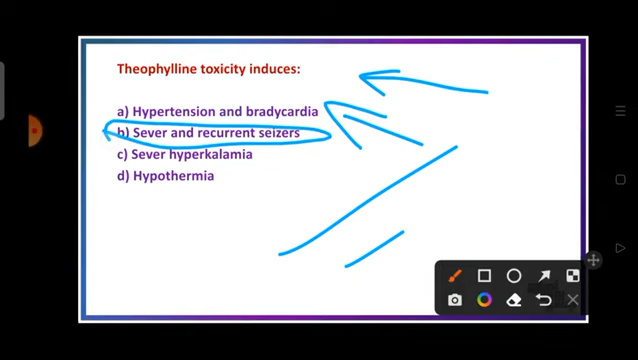 Theophylline toxicity induces:
a) Hypertension and bradycardia
b) Sever and recurrent seizers
c) Sever hyperkalamia
d) Hypothermia